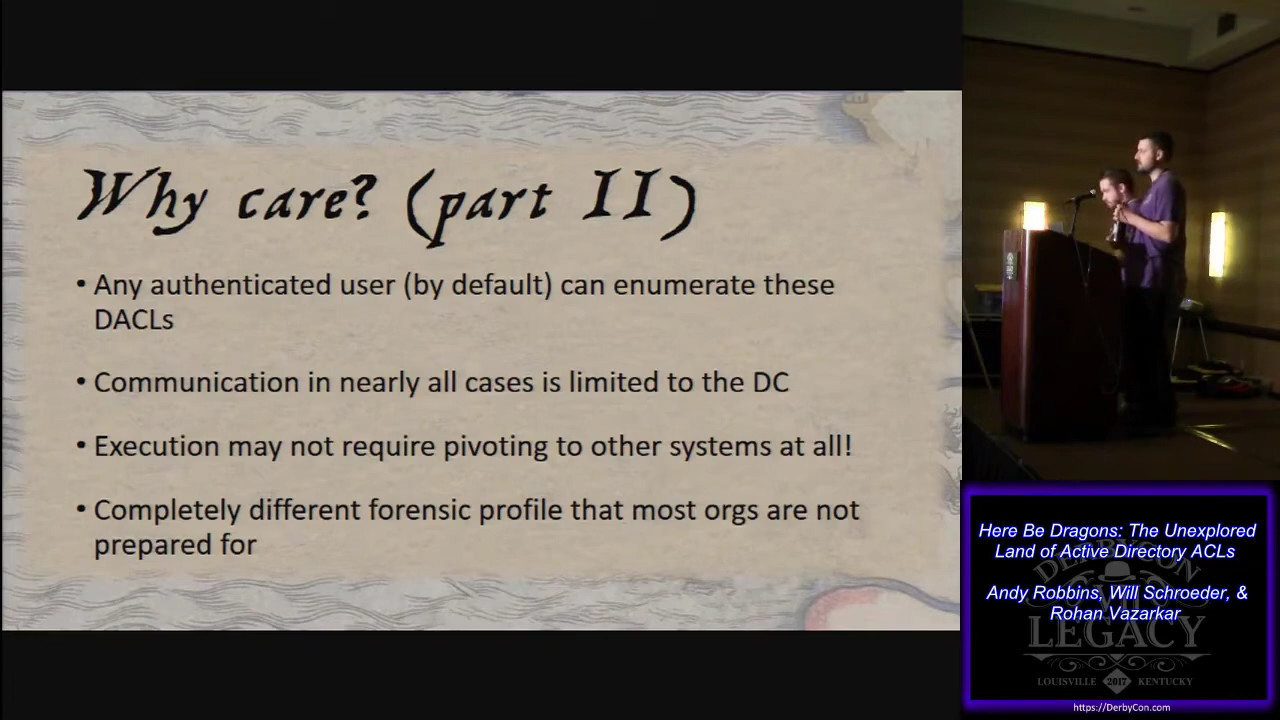 Why care? (part II)
• Any authenticated user (by default) can enumerate these
DACLs
• Communication in nearly all cases is limited to the DC
• Execution may not require pivoting to other systems at all!
• Completely different forensic profile that most orgs are not
prepared for
Here Be Dragons: The Unexplored
Land of Active Directory ACLs
Andy Robbins, Will Schroeder, &
Rohan Vazarkar
DERBYCON
LEGACY
LOUISVILLE 2017 KENTUCKY
https://DerbyCon.com